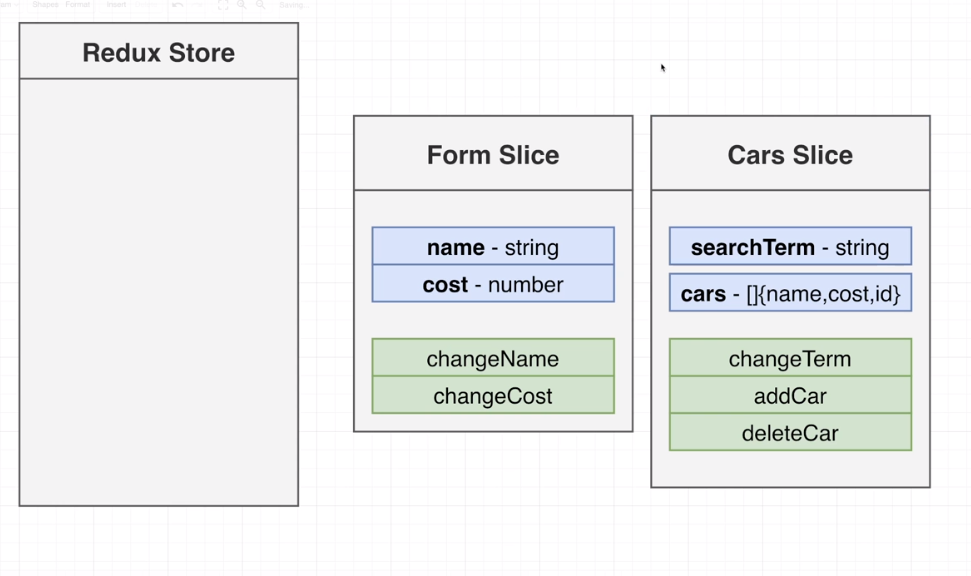 Shapes Format Insert Saving...
Redux Store
Form Slice
name - string
cost - number
changeName
changeCost
Cars Slice
searchTerm - string
cars - []{name,cost,id}
changeTerm
addCar
deleteCar